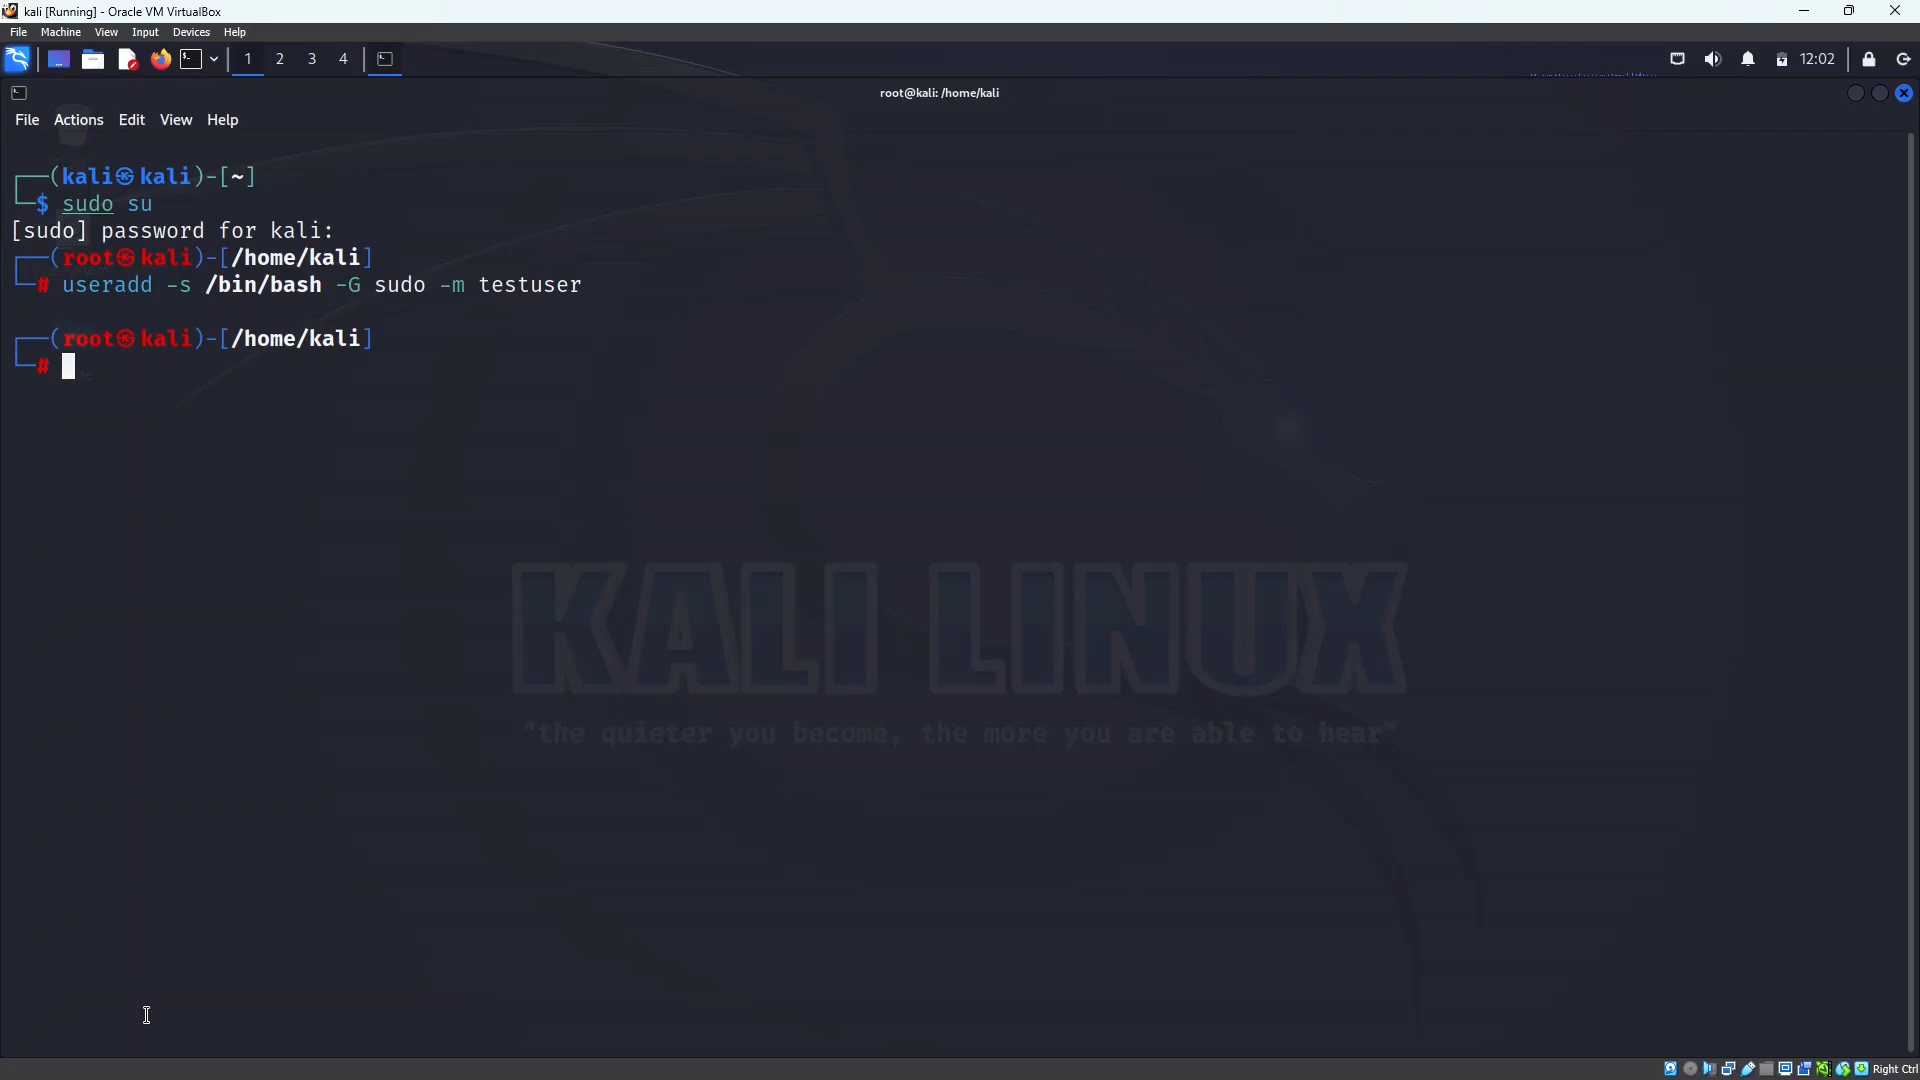 kali [Running] - Oracle VM VirtualBox
File Machine View Input Devices Help
1 2 3 4 12:02
root@kali: /home/kali
File Actions Edit View Help
┌──(kali㉿kali)-[~]
└─$ sudo su
[sudo] password for kali:
┌──(root㉿kali)-[/home/kali]
└─# useradd -s /bin/bash -G sudo -m testuser
┌──(root㉿kali)-[/home/kali]
└─#
KALI LINUX
"the quieter you become, the more you are able to hear"
Right Ctrl